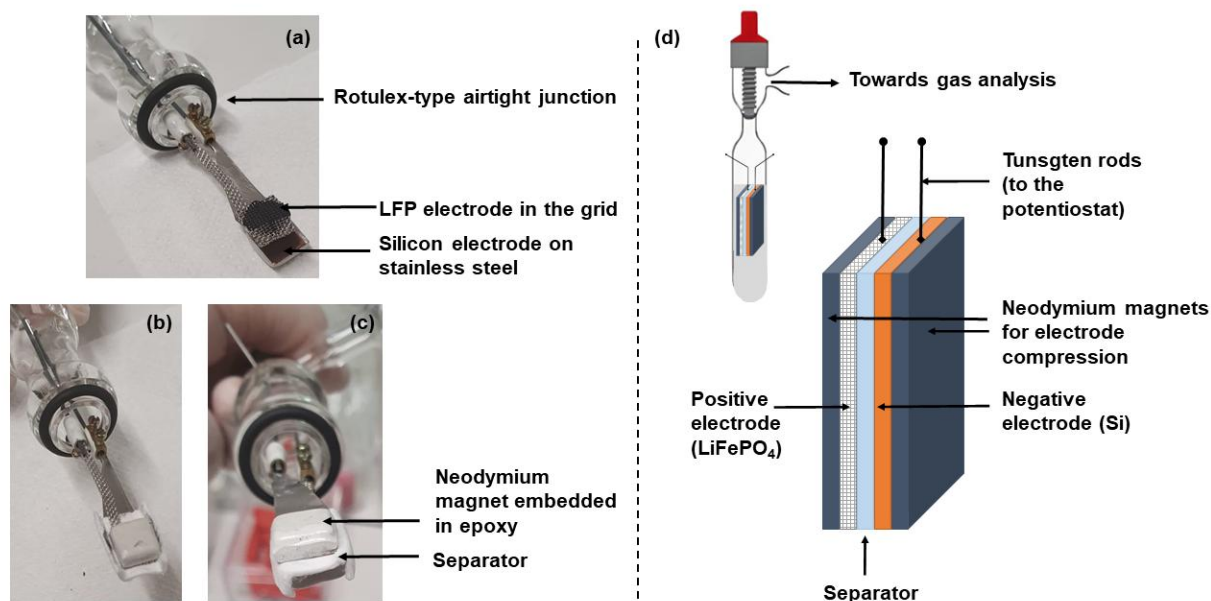 (a)
Rotulex-type airtight junction
LFP electrode in the grid
Silicon electrode on
stainless steel
(b)
(c)
Neodymium
magnet embedded
in epoxy
Separator
(d)
Towards gas analysis
Tunsgten rods
(to the
potentiostat)
Neodymium magnets
for electrode
compression
Positive
electrode
(LiFePO₄)
Negative
electrode (Si)
Separator